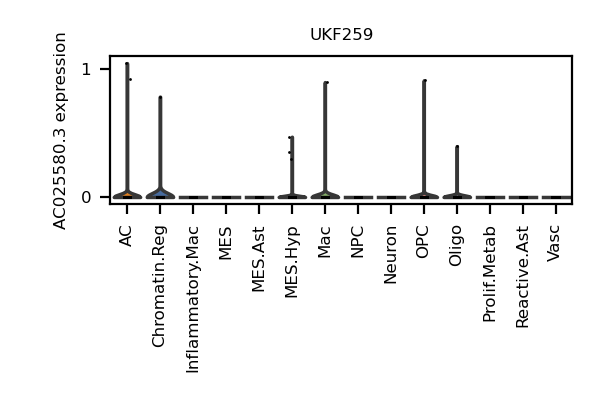 UKF259
AC025580.3 expression
1
0
AC
Chromatin.Reg
Inflammatory.Mac
MES
MES.Ast
MES.Hyp
Mac
NPC
Neuron
OPC
Oligo
Prolif.Metab
Reactive.Ast
Vasc